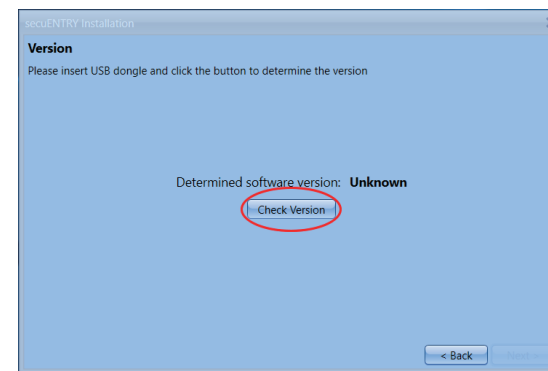 secuENTRY Installation
Version
Please insert USB dongle and click the button to determine the version
Determined software version: Unknown
Check Version
< Back Next >